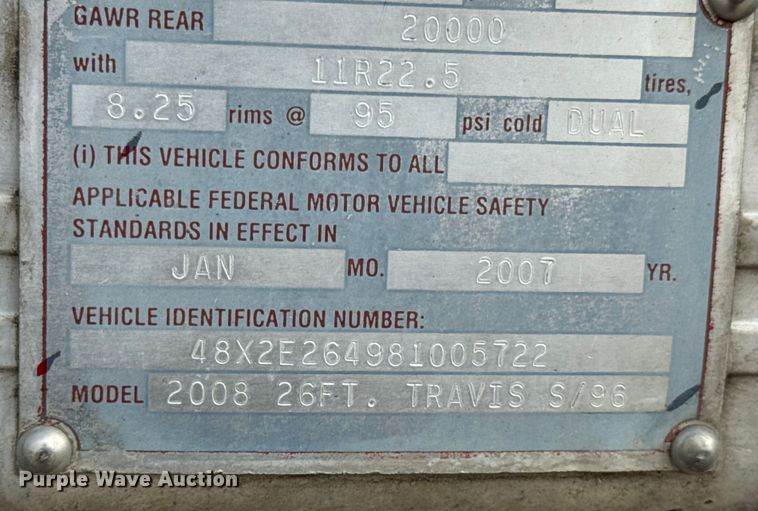 GAWR REAR 20000
with 11R22.5 tires,
8.25 rims @ 95 psi cold DUAL
(i) THIS VEHICLE CONFORMS TO ALL
APPLICABLE FEDERAL MOTOR VEHICLE SAFETY
STANDARDS IN EFFECT IN
JAN MO. 2007 YR.
VEHICLE IDENTIFICATION NUMBER:
48X2E264981005722
MODEL 2008 26FT. TRAVIS S/96
Purple Wave Auction